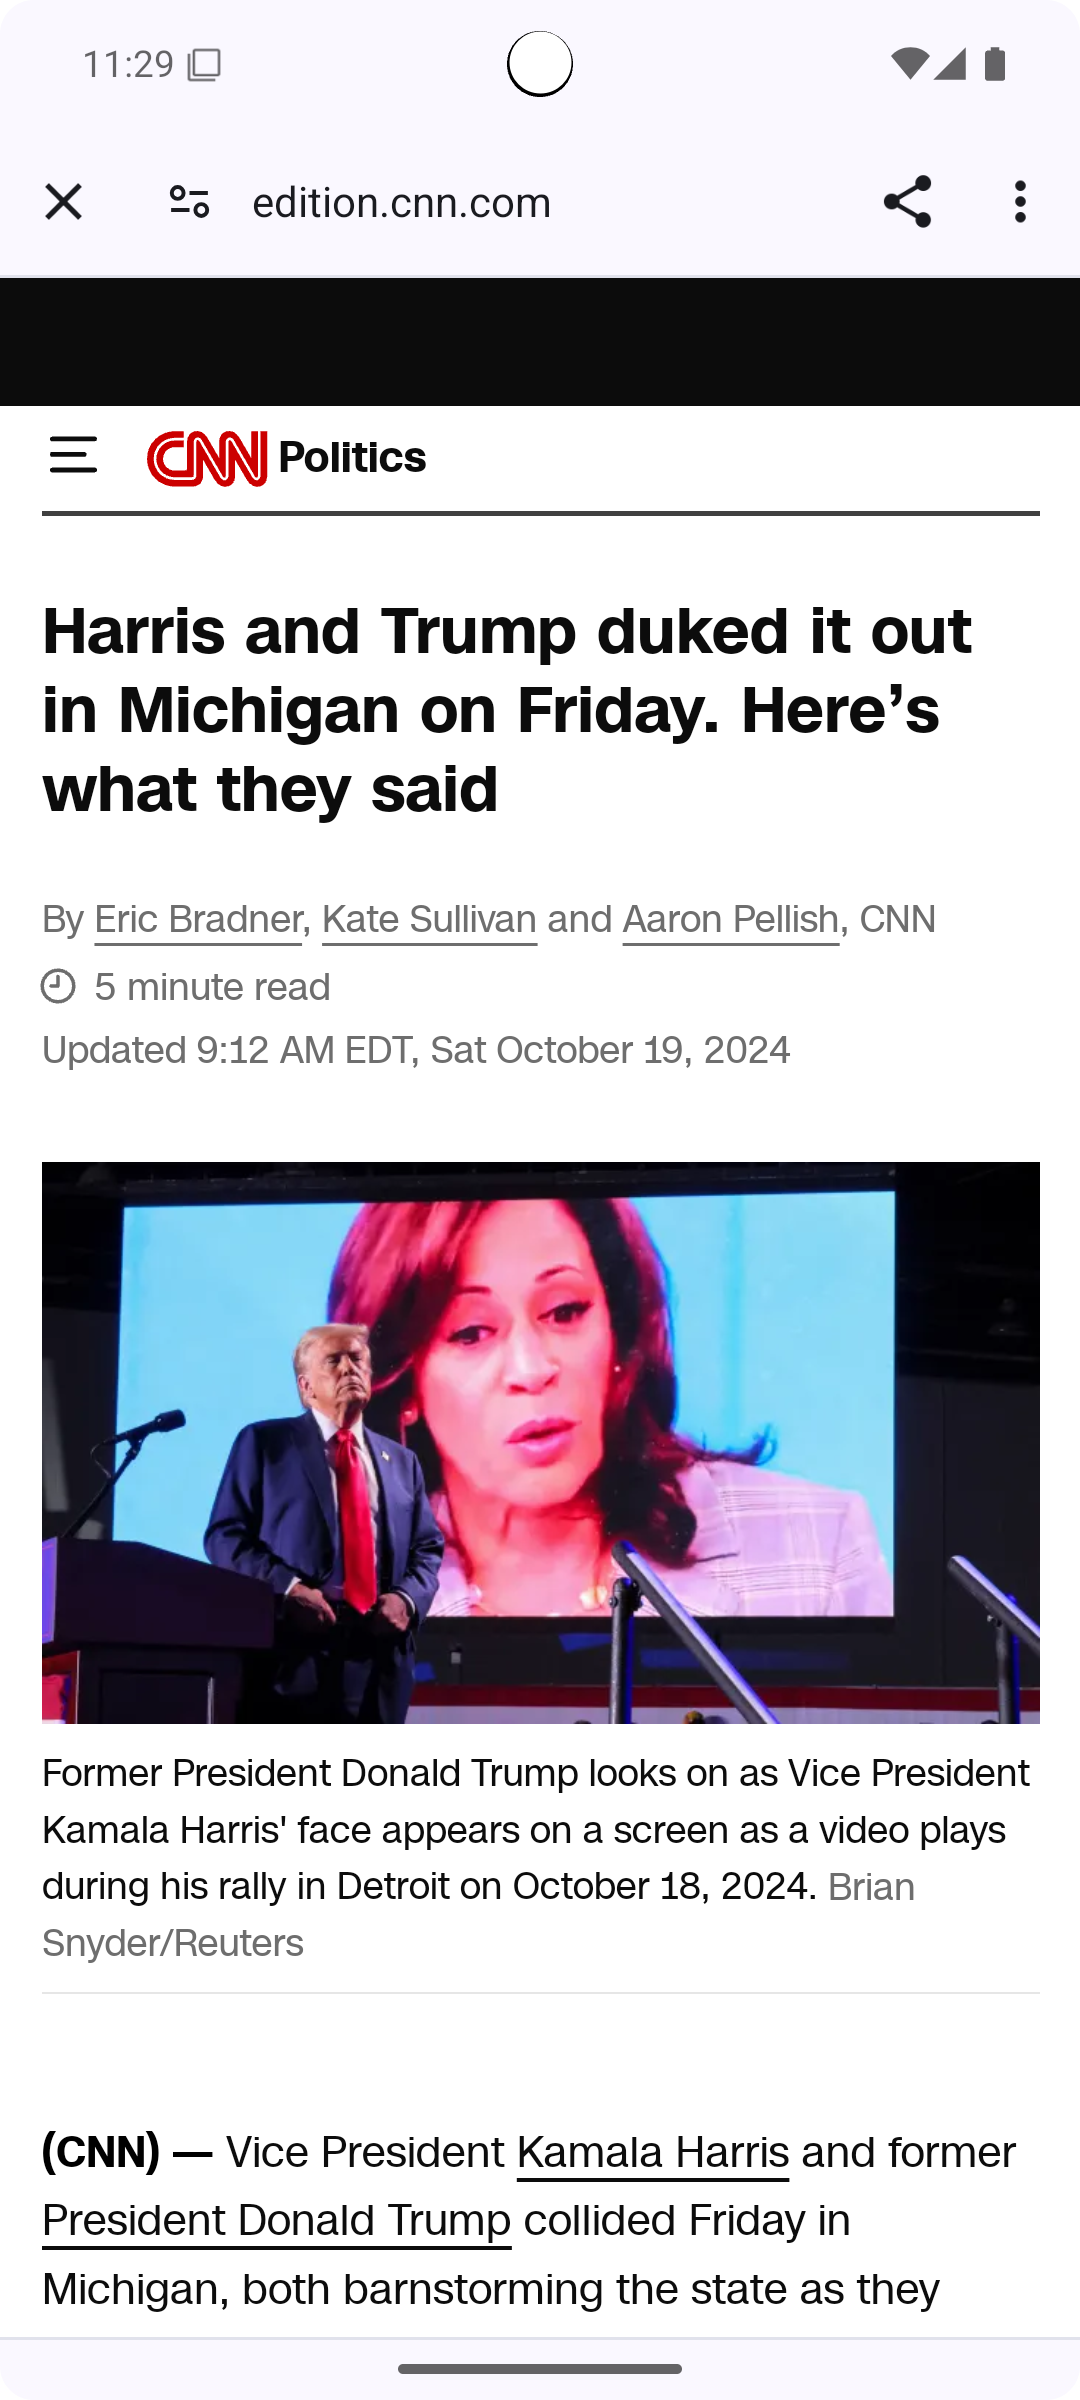 11:29
edition.cnn.com
CNN Politics
Harris and Trump duked it out
in Michigan on Friday. Here’s
what they said
By Eric Bradner, Kate Sullivan and Aaron Pellish, CNN
5 minute read
Updated 9:12 AM EDT, Sat October 19, 2024
Former President Donald Trump looks on as Vice President
Kamala Harris' face appears on a screen as a video plays
during his rally in Detroit on October 18, 2024. Brian
Snyder/Reuters
(CNN) — Vice President Kamala Harris and former
President Donald Trump collided Friday in
Michigan, both barnstorming the state as they